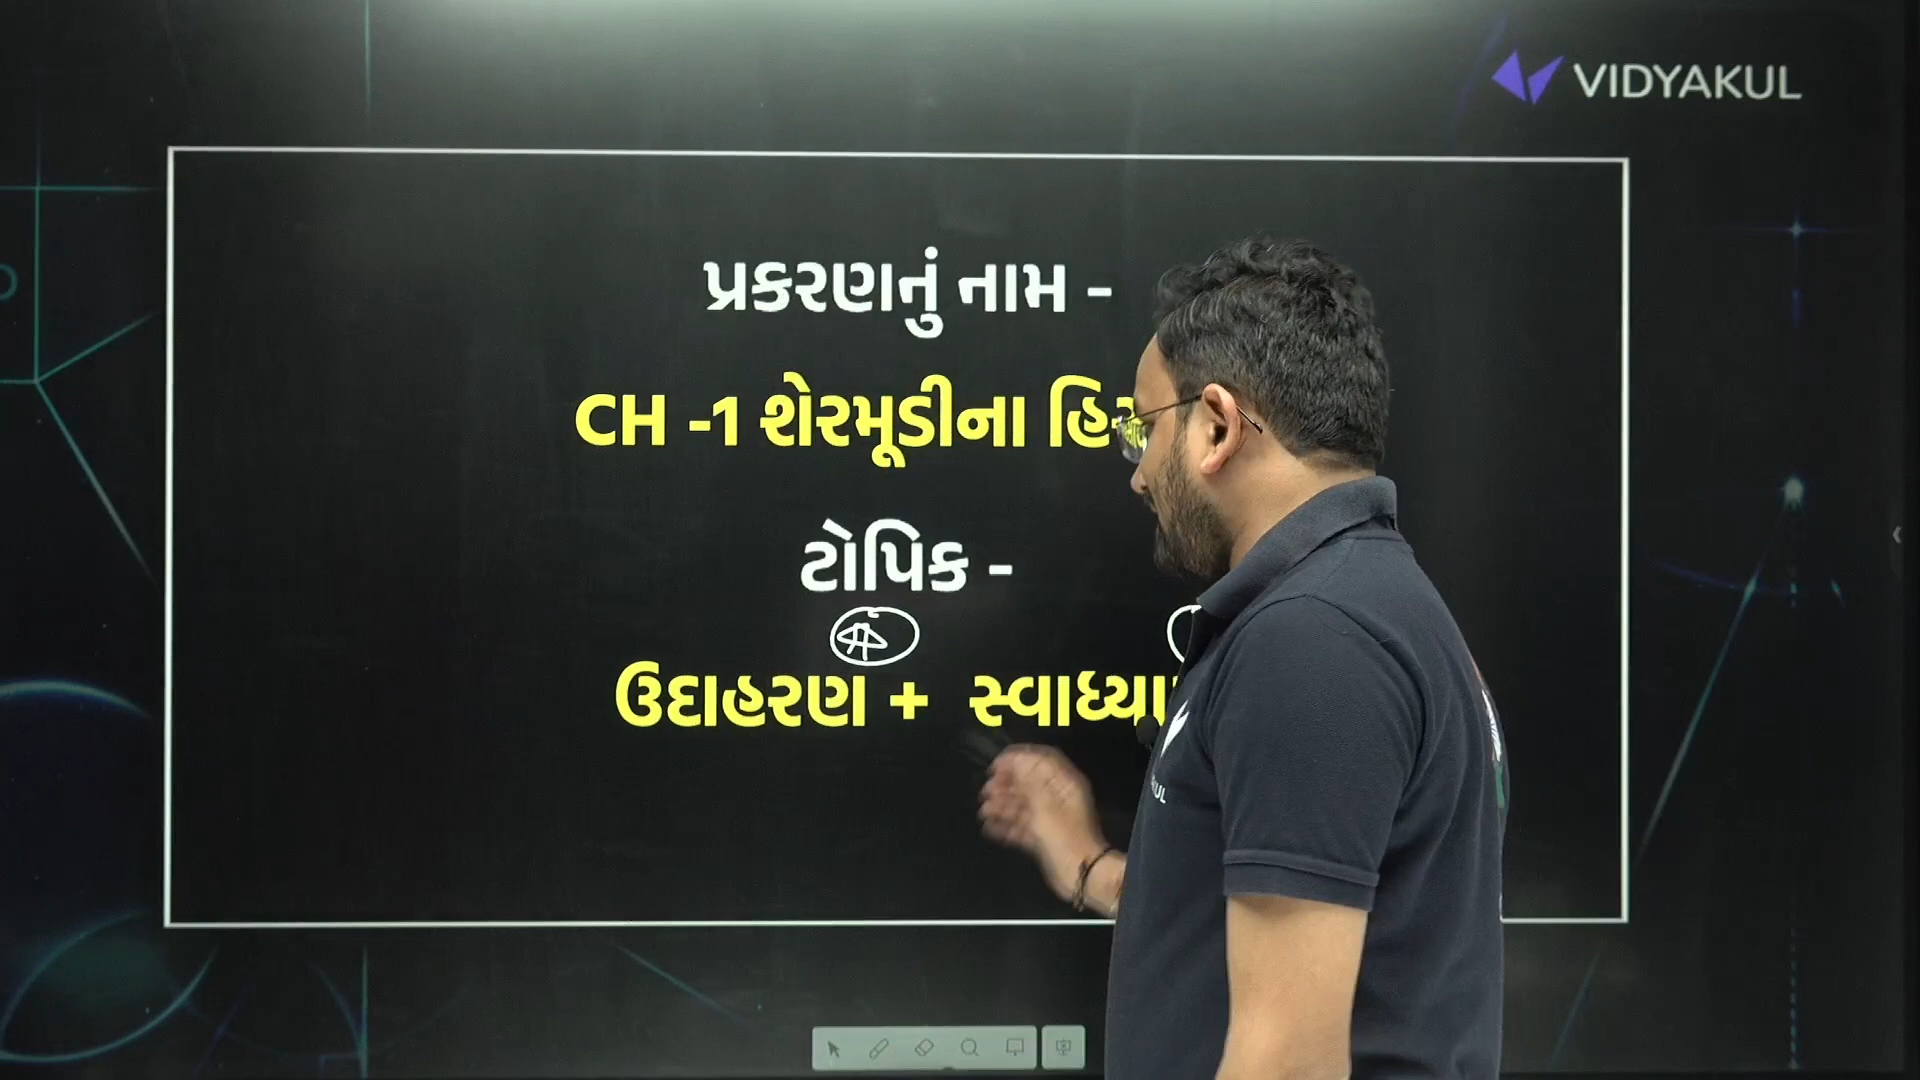 VIDYAKUL
પ્રકરણનું નામ -
CH -1 શેરમૂડીના
ટોપિક -
ઉદાહરણ +